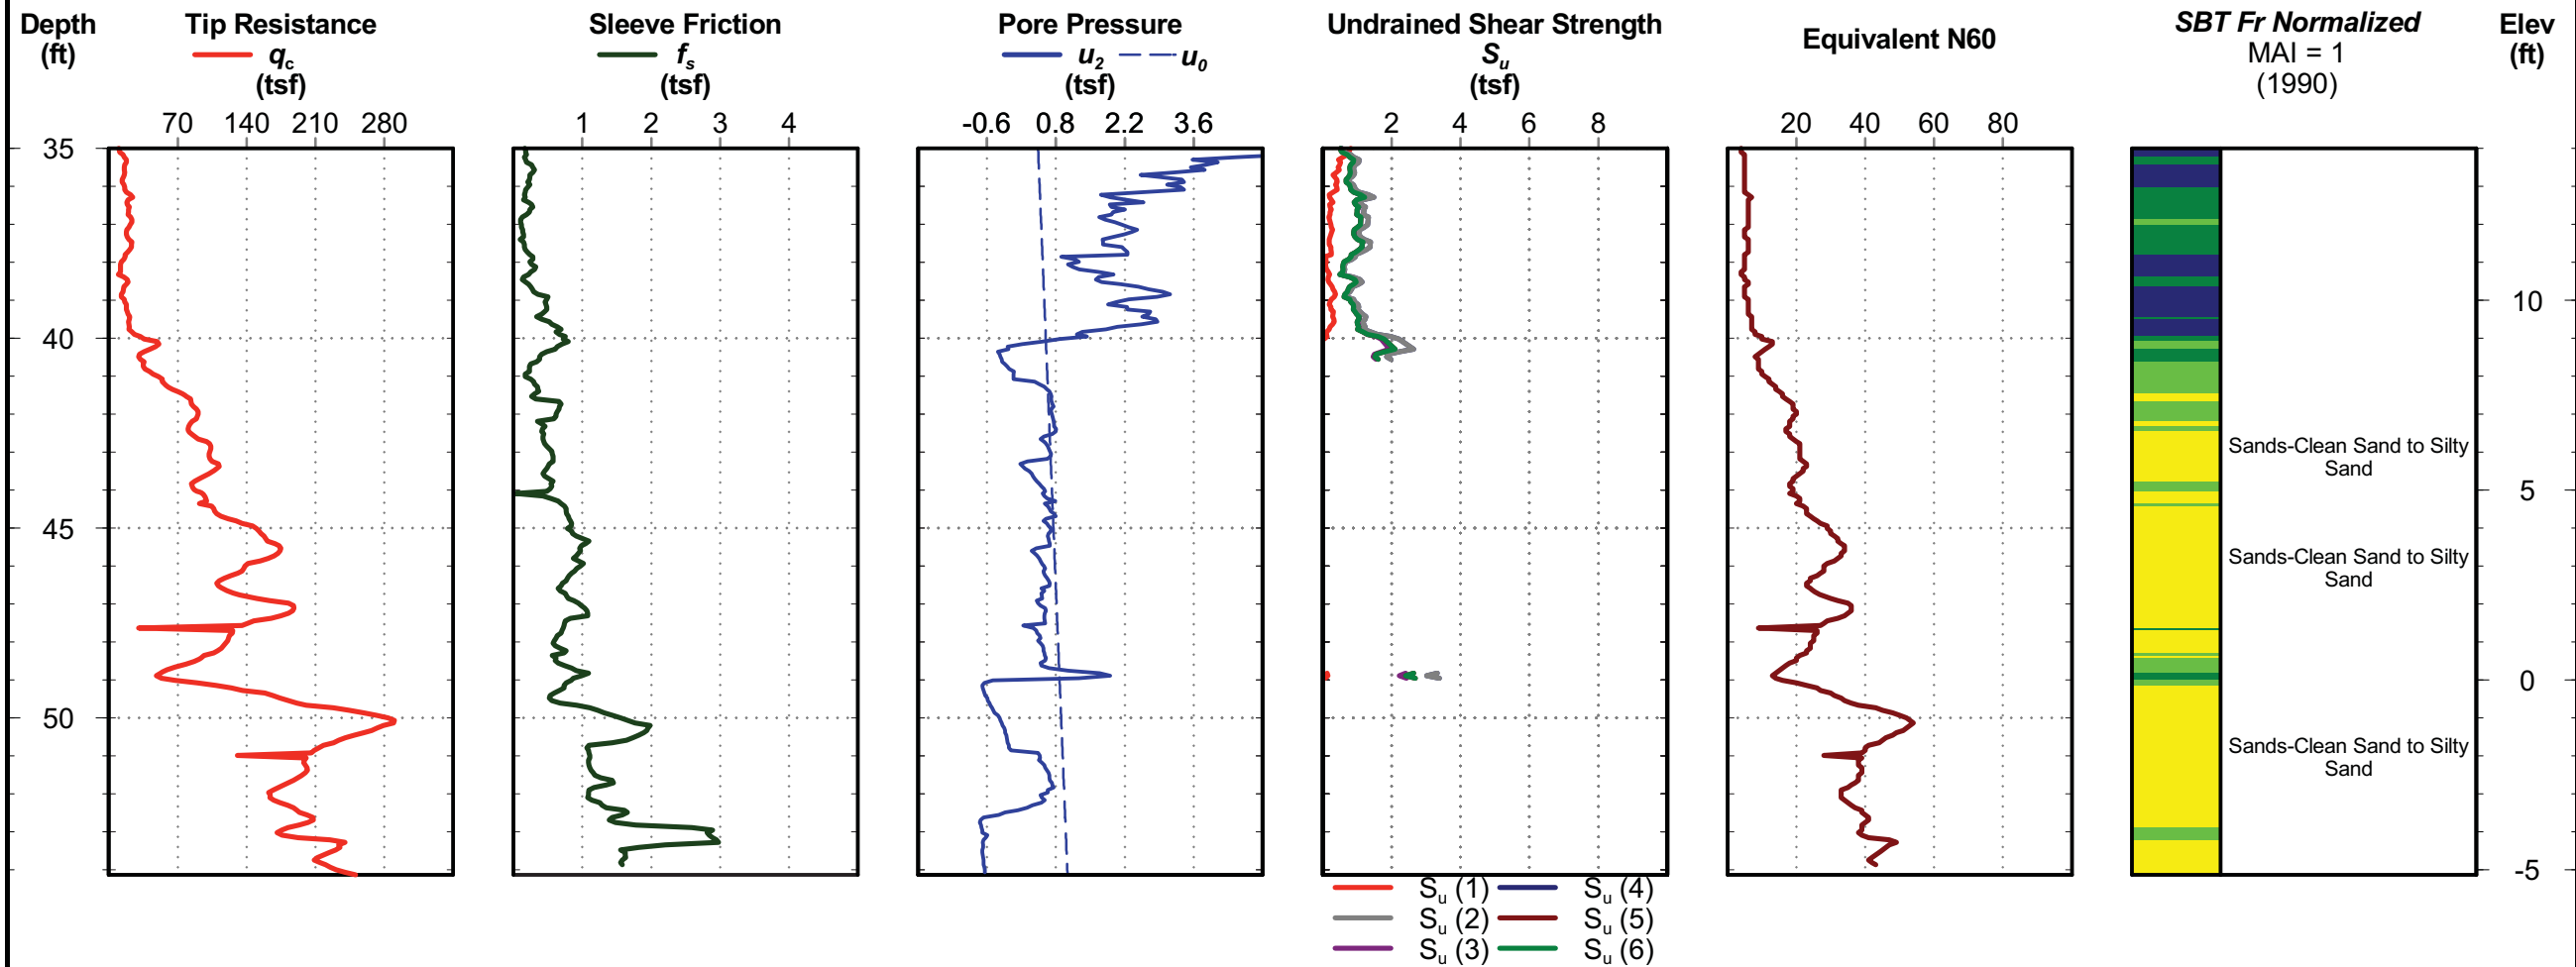 Depth
(ft)
Tip Resistance
qc
(tsf)
Sleeve Friction
fs
(tsf)
Pore Pressure
u2 u0
(tsf)
Undrained Shear Strength
Su
(tsf)
Equivalent N60
SBT Fr Normalized
MAI = 1
(1990)
Elev
(ft)
70 140 210 280
1 2 3 4
-0.6 0.8 2.2 3.6
2 4 6 8
20 40 60 80
35
40
45
50
Sands-Clean Sand to Silty
Sand
Sands-Clean Sand to Silty
Sand
Sands-Clean Sand to Silty
Sand
10
5
0
-5
Su (1) Su (4)
Su (2) Su (5)
Su (3) Su (6)